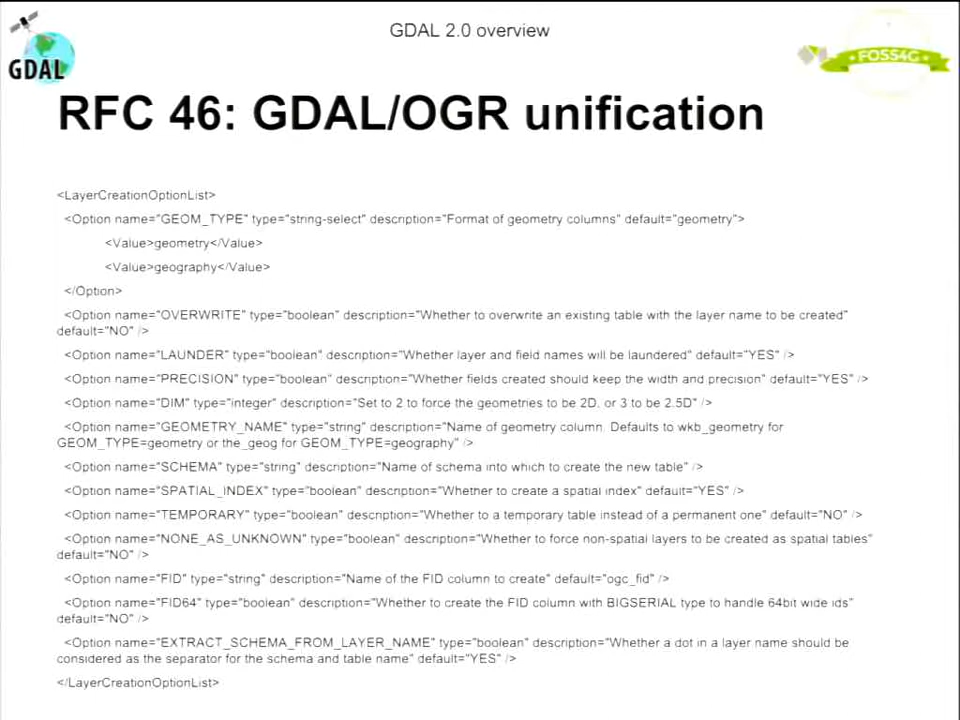 GDAL 2.0 overview
GDAL
FOSS4G
RFC 46: GDAL/OGR unification
<LayerCreationOptionList>
<Option name="GEOM_TYPE" type="string-select" description="Format of geometry columns" default="geometry">
<Value>geometry</Value>
<Value>geography</Value>
</Option>
<Option name="OVERWRITE" type="boolean" description="Whether to overwrite an existing table with the layer name to be created"
default="NO" />
<Option name="LAUNDER" type="boolean" description="Whether layer and field names will be laundered" default="YES" />
<Option name="PRECISION" type="boolean" description="Whether fields created should keep the width and precision" default="YES" />
<Option name="DIM" type="integer" description="Set to 2 to force the geometries to be 2D, or 3 to be 2.5D" />
<Option name="GEOMETRY_NAME" type="string" description="Name of geometry column. Defaults to wkb_geometry for
GEOM_TYPE=geometry or the_geog for GEOM_TYPE=geography" />
<Option name="SCHEMA" type="string" description="Name of schema into which to create the new table" />
<Option name="SPATIAL_INDEX" type="boolean" description="Whether to create a spatial index" default="YES" />
<Option name="TEMPORARY" type="boolean" description="Whether to a temporary table instead of a permanent one" default="NO" />
<Option name="NONE_AS_UNKNOWN" type="boolean" description="Whether to force non-spatial layers to be created as spatial tables"
default="NO" />
<Option name="FID" type="string" description="Name of the FID column to create" default="ogc_fid" />
<Option name="FID64" type="boolean" description="Whether to create the FID column with BIGSERIAL type to handle 64bit wide ids"
default="NO" />
<Option name="EXTRACT_SCHEMA_FROM_LAYER_NAME" type="boolean" description="Whether a dot in a layer name should be
considered as the separator for the schema and table name" default="YES" />
</LayerCreationOptionList>